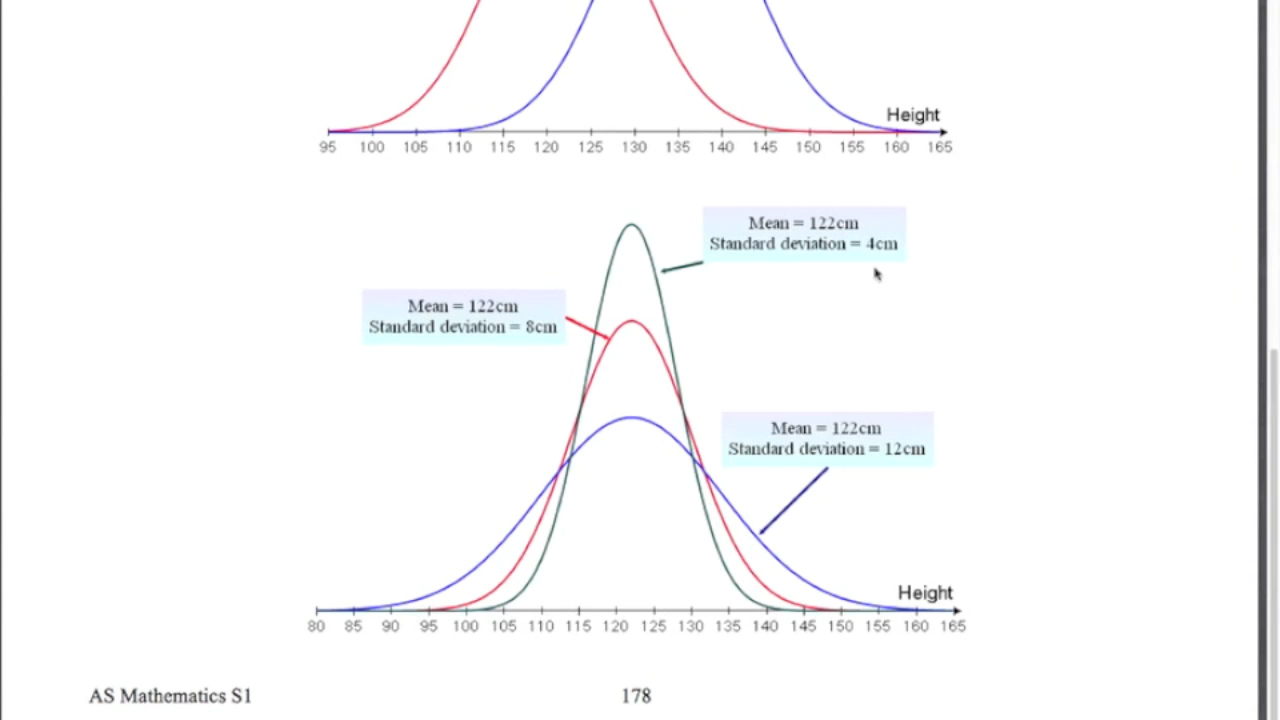 Height
95 100 105 110 115 120 125 130 135 140 145 150 155 160 165
Mean = 122cm
Standard deviation = 4cm
Mean = 122cm
Standard deviation = 8cm
Mean = 122cm
Standard deviation = 12cm
Height
80 85 90 95 100 105 110 115 120 125 130 135 140 145 150 155 160 165
AS Mathematics S1 178